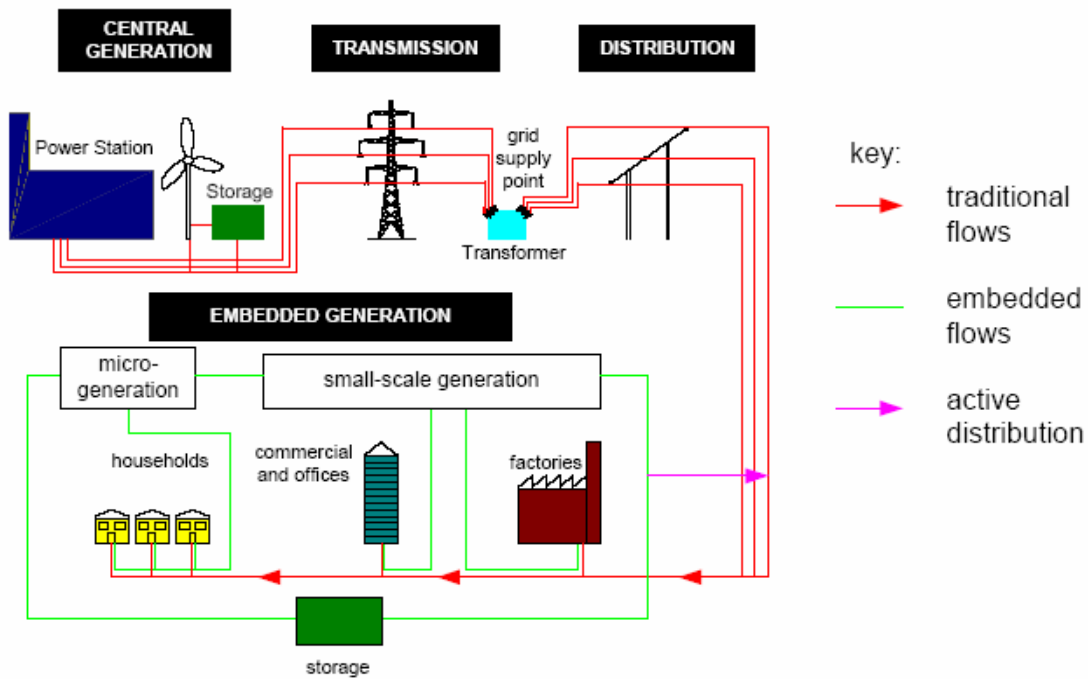 CENTRAL
GENERATION
TRANSMISSION
DISTRIBUTION
Power Station
Storage
grid
supply
point
Transformer
key:
traditional
flows
embedded
flows
active
distribution
EMBEDDED GENERATION
micro-
generation
small-scale generation
households
commercial
and offices
factories
storage